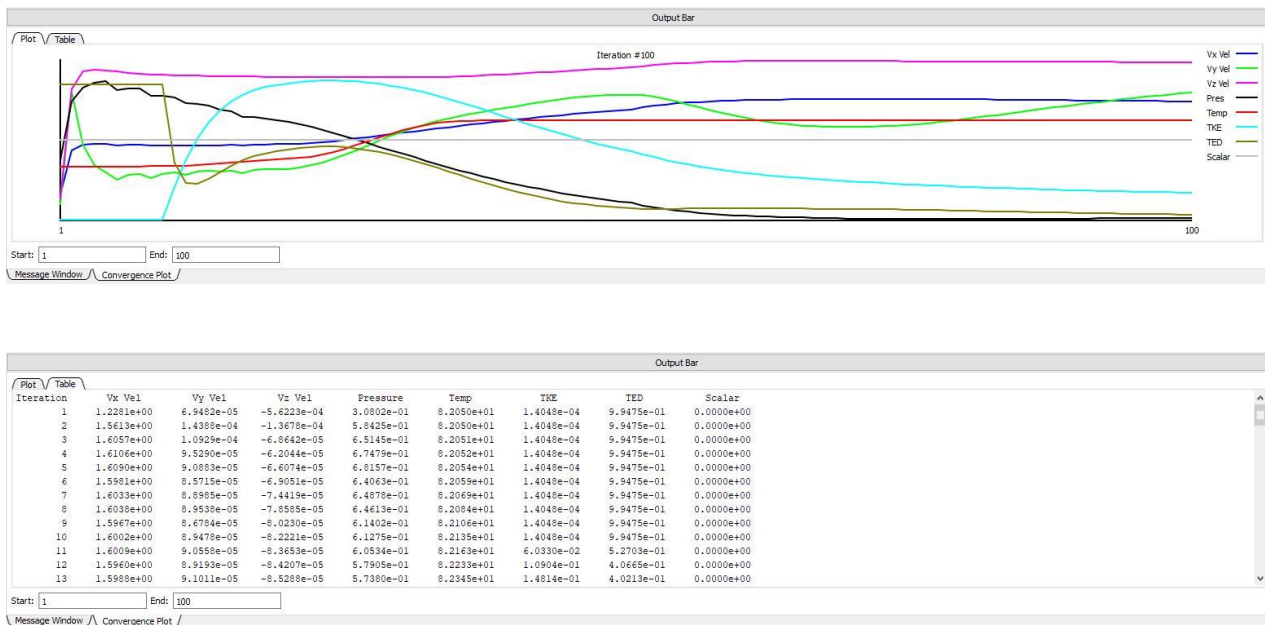 Output Bar
Plot Table
Iteration #100
Vx Vel
Vy Vel
Vz Vel
Pres
Temp
TKE
TED
Scalar
1 100
Start: 1 End: 100
Message Window Convergence Plot
Output Bar
Plot Table
Iteration Vx Vel Vy Vel Vz Vel Pressure Temp TKE TED Scalar
1 1.2281e+00 6.9482e-05 -5.6223e-04 3.0802e-01 8.2050e+01 1.4048e-04 9.9475e-01 0.0000e+00
2 1.5613e+00 1.4388e-04 -1.3678e-04 5.8425e-01 8.2050e+01 1.4048e-04 9.9475e-01 0.0000e+00
3 1.6057e+00 1.0929e-04 -6.8642e-05 6.5145e-01 8.2051e+01 1.4048e-04 9.9475e-01 0.0000e+00
4 1.6106e+00 9.5290e-05 -6.2044e-05 6.7479e-01 8.2052e+01 1.4048e-04 9.9475e-01 0.0000e+00
5 1.6090e+00 9.0883e-05 -6.6074e-05 6.8157e-01 8.2054e+01 1.4048e-04 9.9475e-01 0.0000e+00
6 1.5981e+00 8.5715e-05 -6.9051e-05 6.4063e-01 8.2059e+01 1.4048e-04 9.9475e-01 0.0000e+00
7 1.6033e+00 8.8985e-05 -7.4419e-05 6.4878e-01 8.2069e+01 1.4048e-04 9.9475e-01 0.0000e+00
8 1.6038e+00 8.9538e-05 -7.8585e-05 6.4613e-01 8.2084e+01 1.4048e-04 9.9475e-01 0.0000e+00
9 1.5967e+00 8.6784e-05 -8.0230e-05 6.1402e-01 8.2106e+01 1.4048e-04 9.9475e-01 0.0000e+00
10 1.6002e+00 8.9478e-05 -8.2221e-05 6.1275e-01 8.2135e+01 1.4048e-04 9.9475e-01 0.0000e+00
11 1.6009e+00 9.0558e-05 -8.3653e-05 6.0534e-01 8.2163e+01 6.0330e-02 5.2703e-01 0.0000e+00
12 1.5960e+00 8.9193e-05 -8.4207e-05 5.7905e-01 8.2233e+01 1.0904e-01 4.0665e-01 0.0000e+00
13 1.5988e+00 9.1011e-05 -8.5288e-05 5.7380e-01 8.2345e+01 1.4814e-01 4.0213e-01 0.0000e+00
Start: 1 End: 100
Message Window Convergence Plot